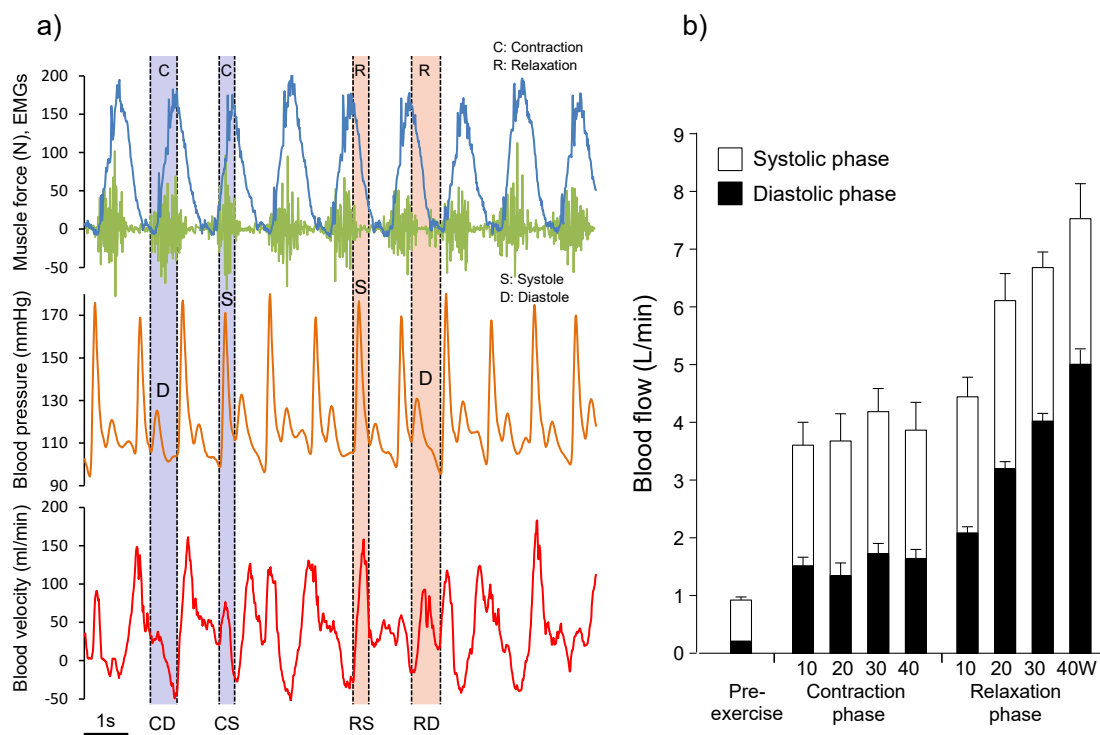 a)
C: Contraction
R: Relaxation
C
C
R
R
Muscle force (N), EMGs
200
150
100
50
0
-50
S: Systole
D: Diastole
Blood pressure (mmHg)
170
150
130
110
90
D
S
S
D
Blood velocity (ml/min)
200
150
100
50
0
-50
1s
CD
CS
RS
RD
b)
Systolic phase
Diastolic phase
Blood flow (L/min)
9
8
7
6
5
4
3
2
1
0
10 20 30 40
10 20 30 40W
Pre-
exercise
Contraction
phase
Relaxation
phase